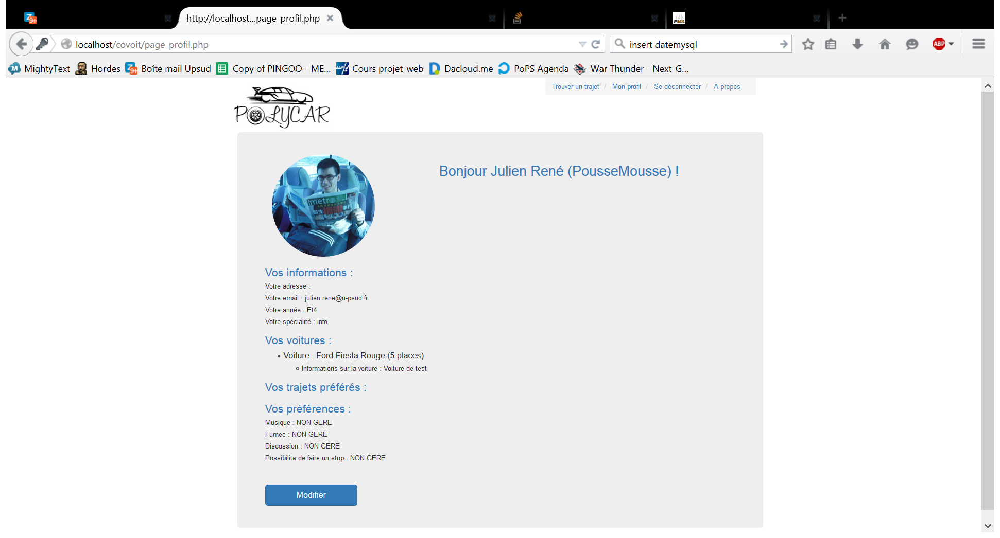 http://localhost...page_profil.php
localhost/covoit/page_profil.php
insert datemysql
ABP
MightyText Hordes Boîte mail Upsud Copy of PINGOO - ME... Cours projet-web Dacloud.me PoPS Agenda War Thunder - Next-G...
Trouver un trajet / Mon profil / Se déconnecter / A propos
POLYCAR
Bonjour Julien René (PousseMousse) !
metro
Vos informations :
Votre adresse :
Votre email : julien.rene@u-psud.fr
Votre année : Et4
Votre spécialité : info
Vos voitures :
• Voiture : Ford Fiesta Rouge (5 places)
Informations sur la voiture : Voiture de test
Vos trajets préférés :
Vos préférences :
Musique : NON GERE
Fumee : NON GERE
Discussion : NON GERE
Possibilite de faire un stop : NON GERE
Modifier